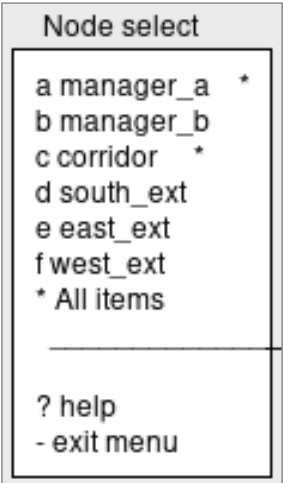 Node select
a manager_a *
b manager_b
c corridor *
d south_ext
e east_ext
f west_ext
* All items
? help
- exit menu